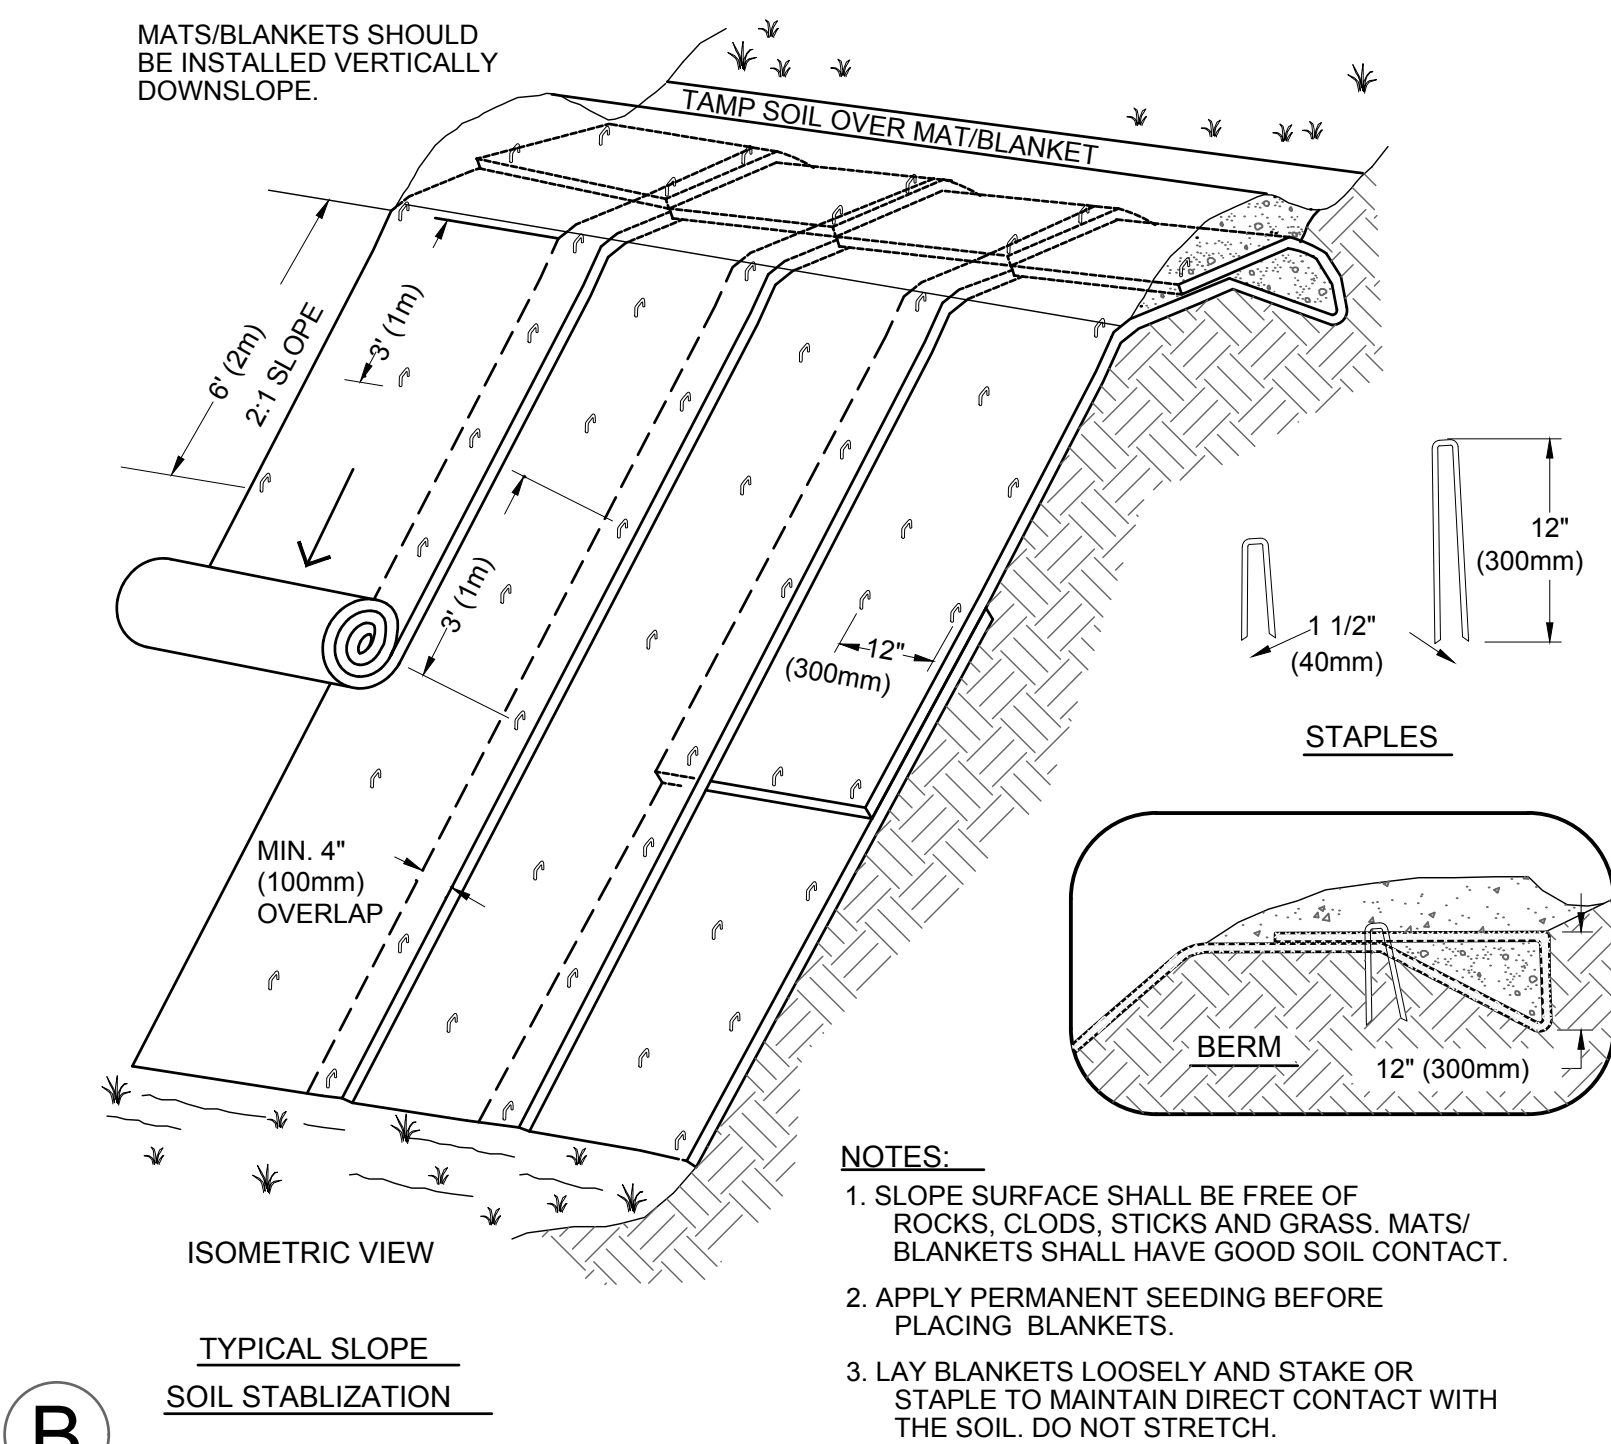 MATS/BLANKETS SHOULD
BE INSTALLED VERTICALLY
DOWNSLOPE.
TAMP SOIL OVER MAT/BLANKET
6' (2m)
2:1 SLOPE
3' (1m)
3' (1m)
12"
(300mm)
MIN. 4"
(100mm)
OVERLAP
12"
(300mm)
1 1/2"
(40mm)
STAPLES
BERM
12" (300mm)
ISOMETRIC VIEW
TYPICAL SLOPE
SOIL STABLIZATION
B
NOTES:
1. SLOPE SURFACE SHALL BE FREE OF
ROCKS, CLODS, STICKS AND GRASS. MATS/
BLANKETS SHALL HAVE GOOD SOIL CONTACT.
2. APPLY PERMANENT SEEDING BEFORE
PLACING BLANKETS.
3. LAY BLANKETS LOOSELY AND STAKE OR
STAPLE TO MAINTAIN DIRECT CONTACT WITH
THE SOIL. DO NOT STRETCH.